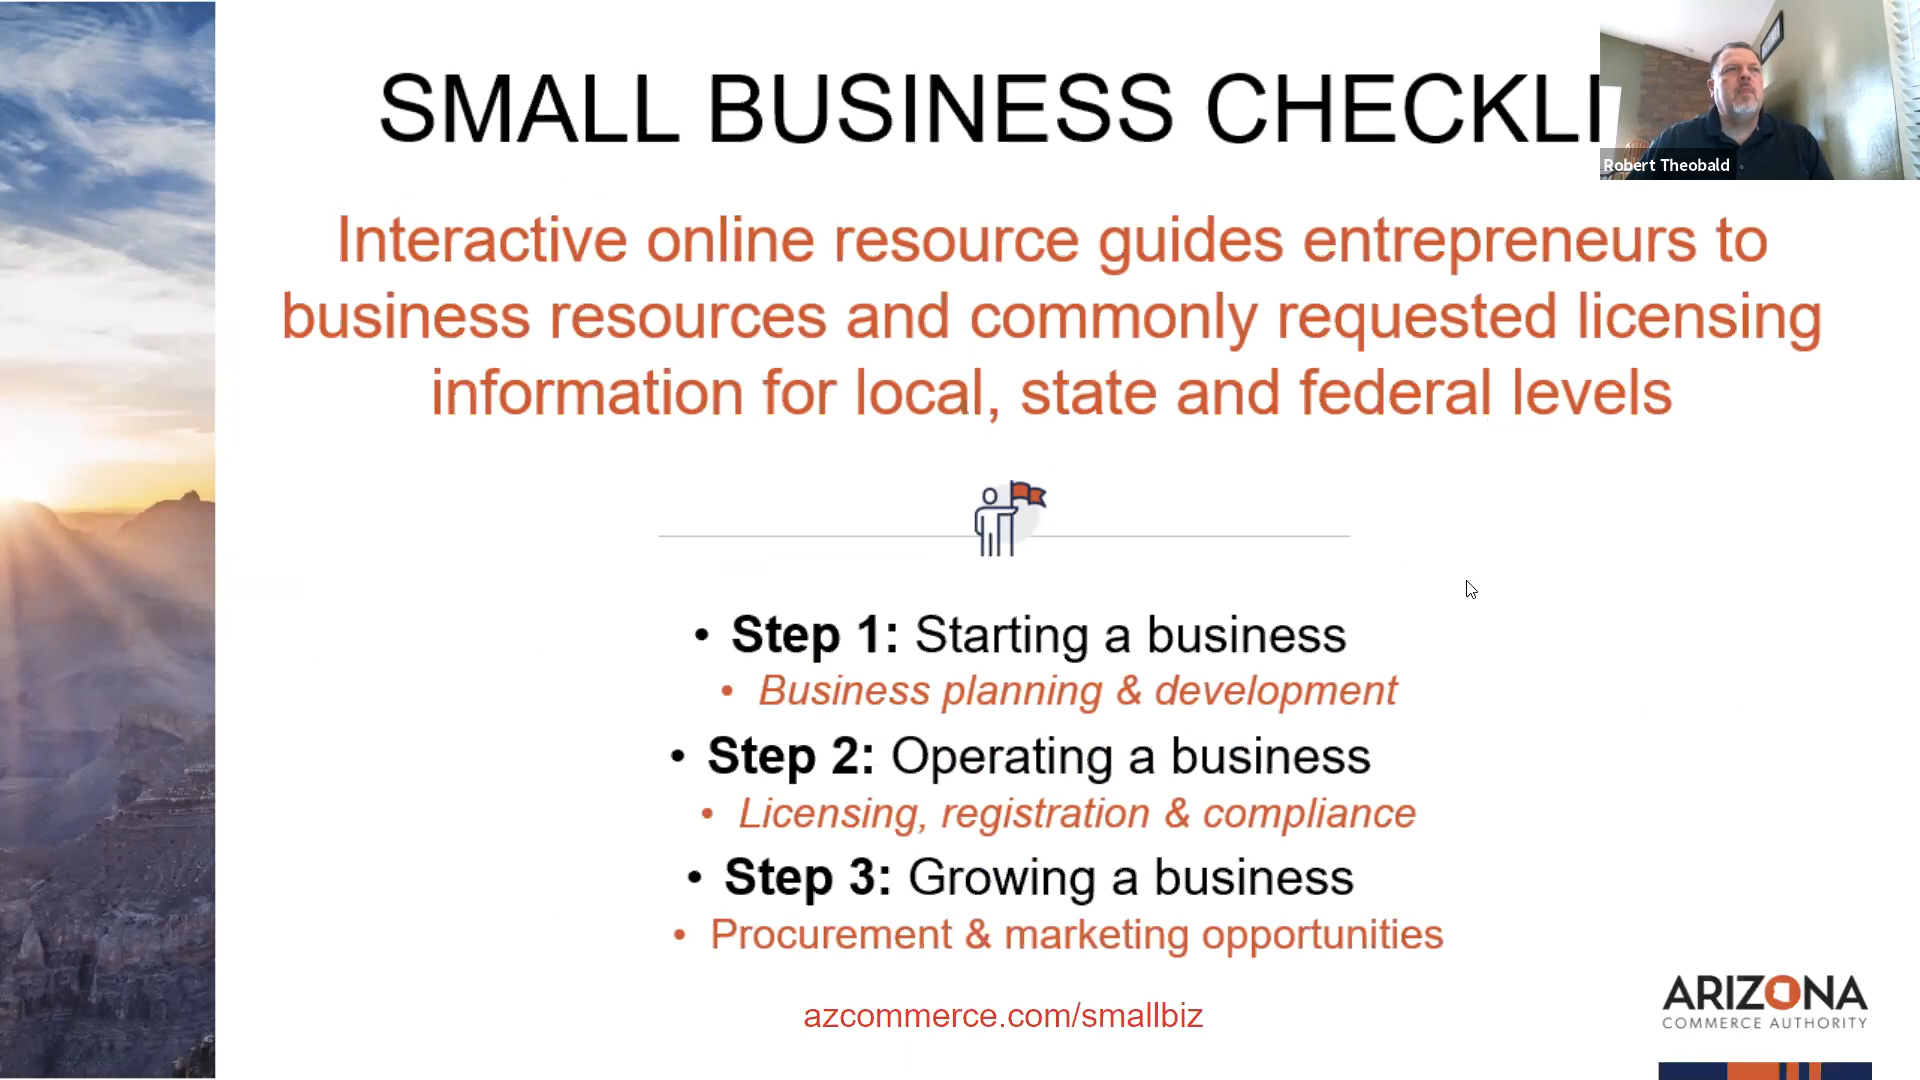 SMALL BUSINESS CHECKLI
Robert Theobald
Interactive online resource guides entrepreneurs to
business resources and commonly requested licensing
information for local, state and federal levels
• Step 1: Starting a business
• Business planning & development
• Step 2: Operating a business
• Licensing, registration & compliance
• Step 3: Growing a business
• Procurement & marketing opportunities
azcommerce.com/smallbiz
ARIZONA
COMMERCE AUTHORITY